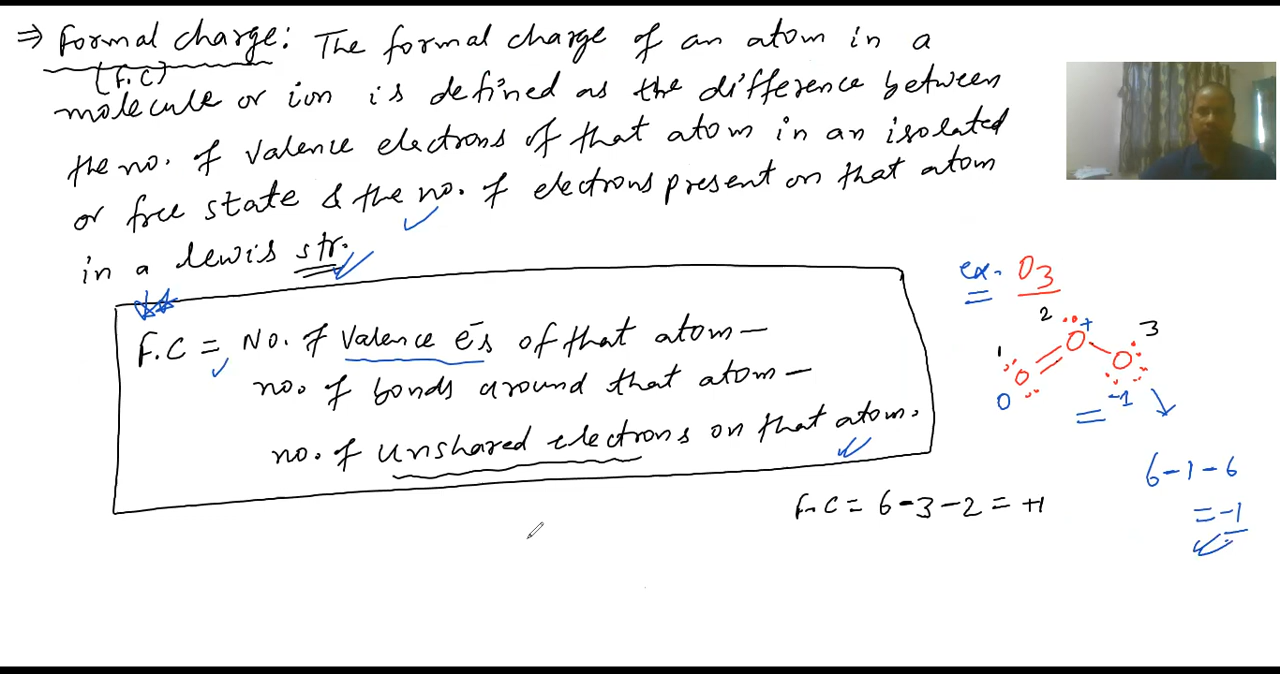 ⇒ Formal charge: The formal charge of an atom in a
(F.C)
molecule or ion is defined as the difference between
the no. of valence electrons of that atom in an isolated
or free state & the no. of electrons present on that atom
in a lewis str.
F.C = No. of valence e⁻s of that atom –
no. of bonds around that atom –
no. of unshared electrons on that atom.
ex. O3
2
+
O
3
1
O
O
0
-1
=
F.C = 6-3-2 = +1
6-1-6
= -1